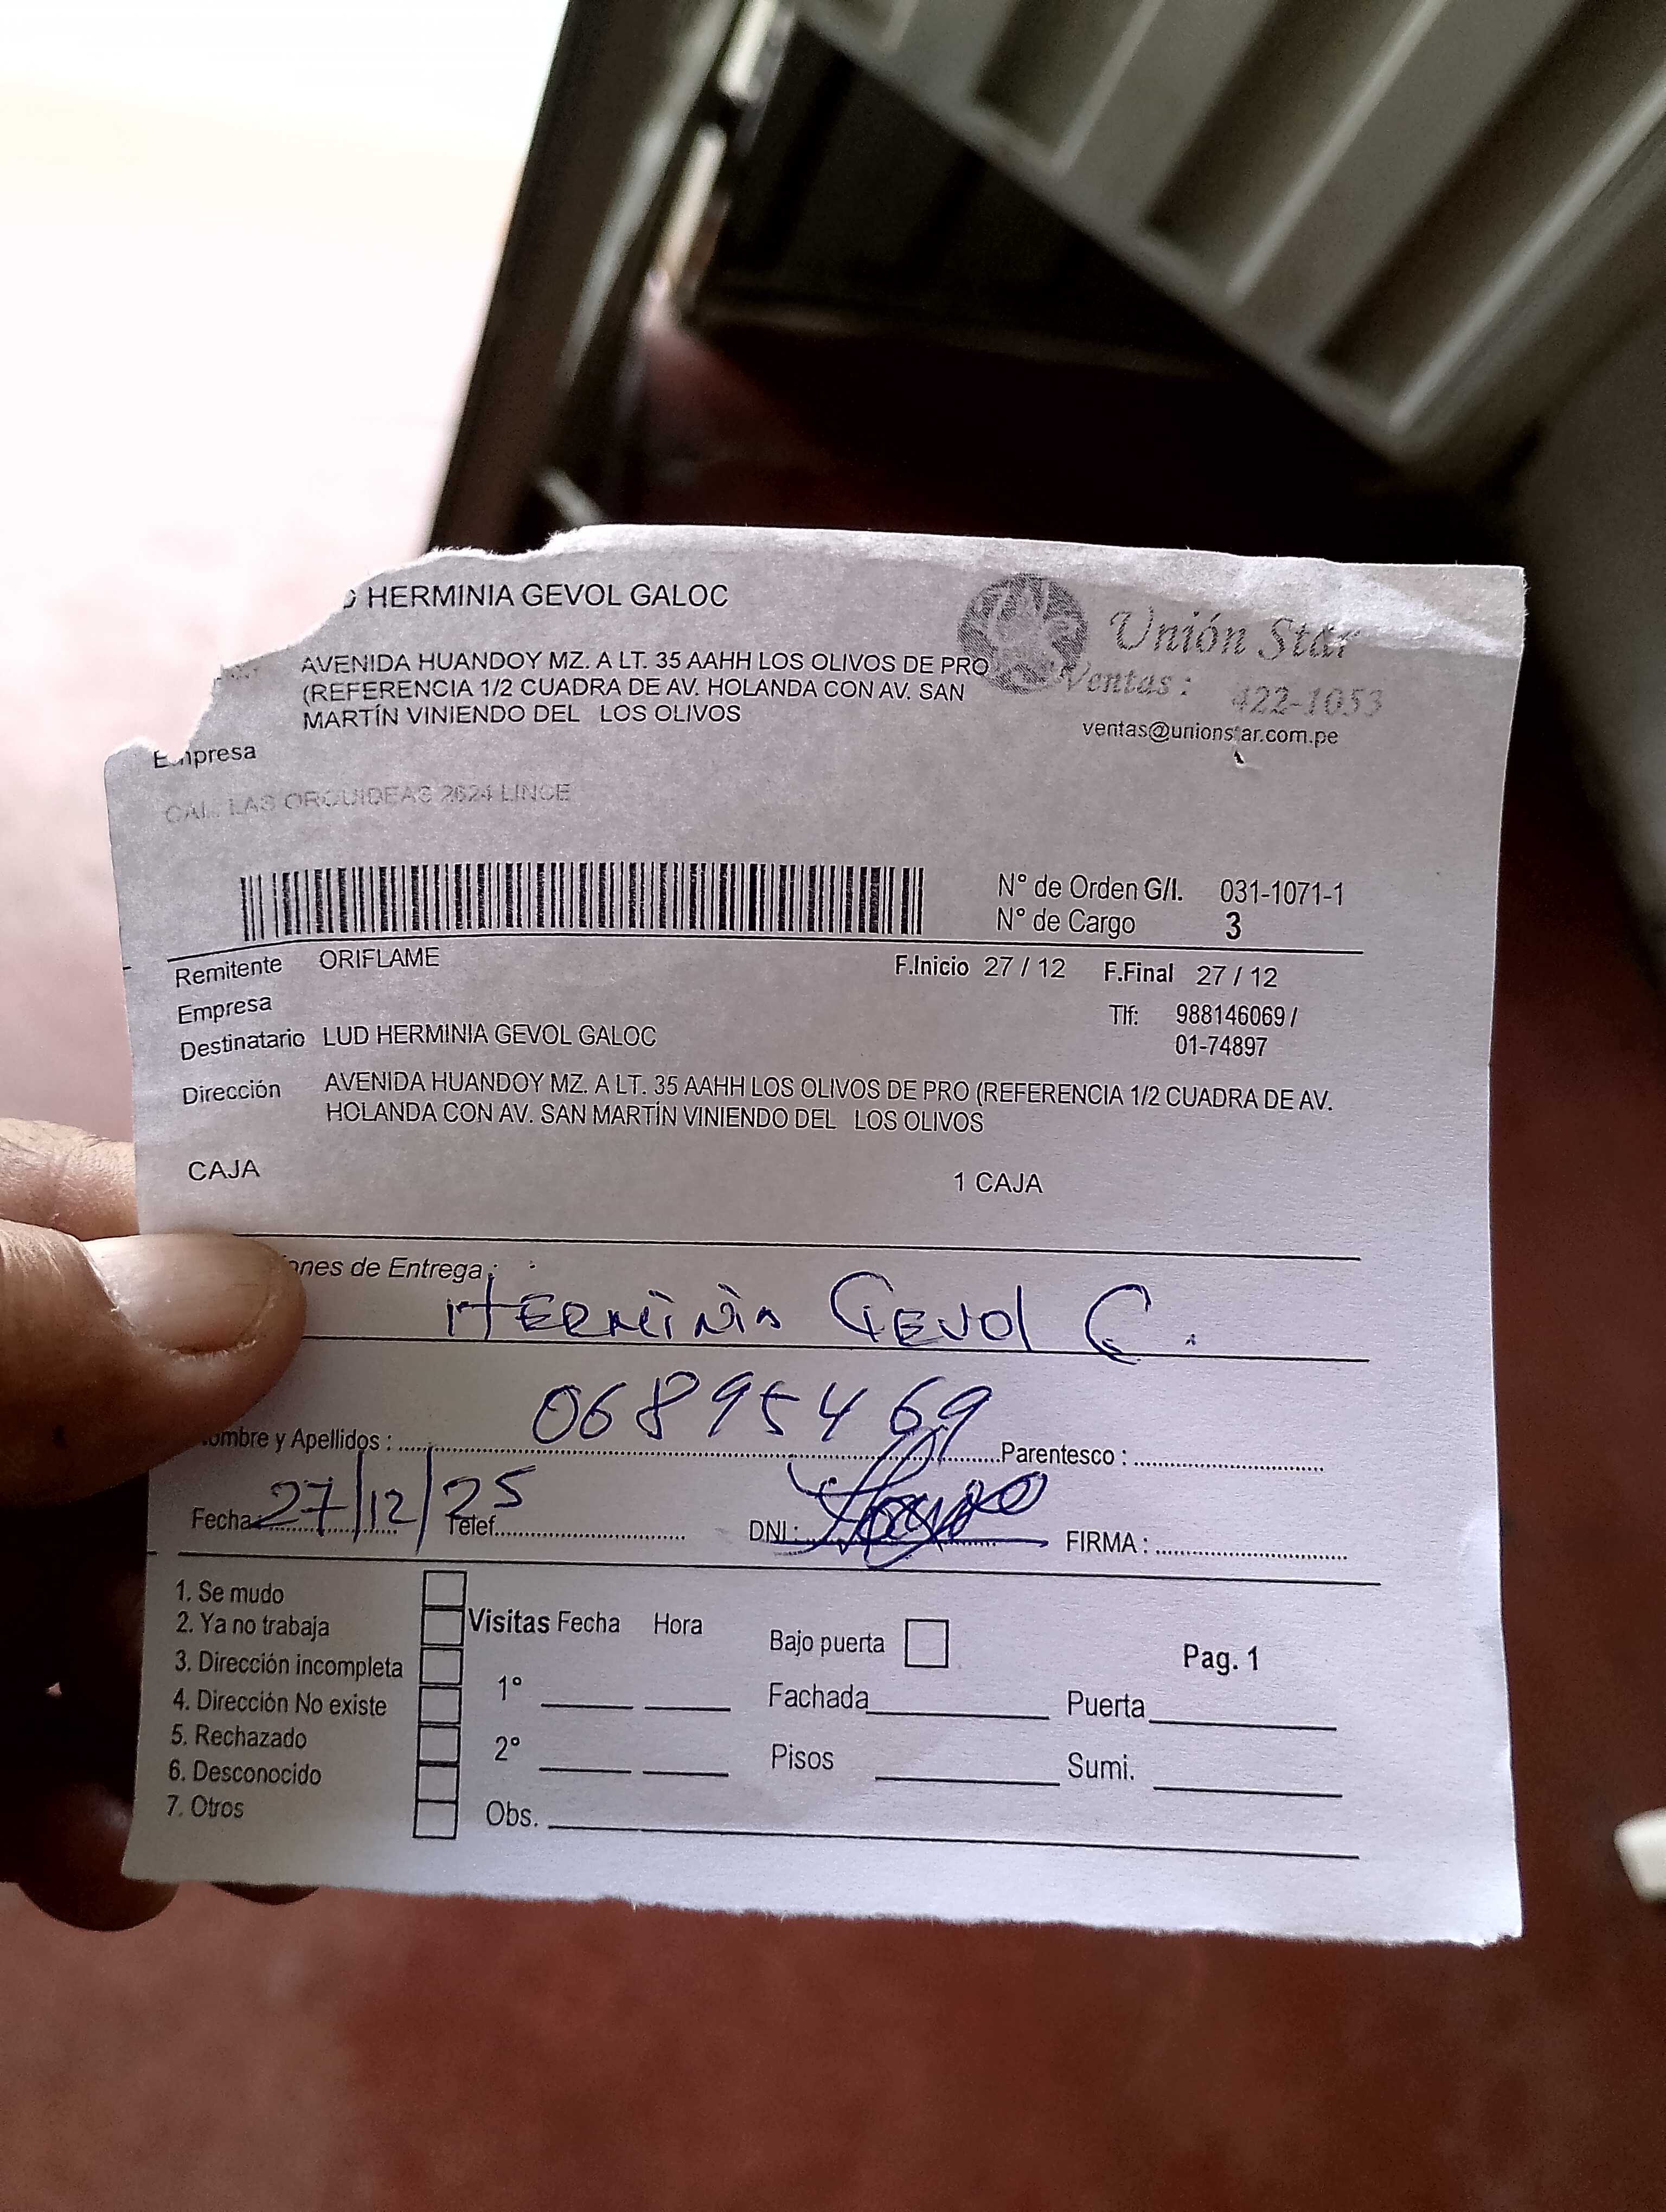 HERMINIA GEVOL GALOC
Unión Star
AVENIDA HUANDOY MZ. A LT. 35 AAHH LOS OLIVOS DE PRO
(REFERENCIA 1/2 CUADRA DE AV. HOLANDA CON AV. SAN
MARTÍN VINIENDO DEL LOS OLIVOS
Ventas: 422-1053
ventas@unionstar.com.pe
Empresa
CAL. LAS ORQUIDEAS 2624 LINCE
N° de Orden G/I. 031-1071-1
N° de Cargo 3
Remitente ORIFLAME
F.Inicio 27 / 12 F.Final 27 / 12
Empresa
Tlf: 988146069 /
01-74897
Destinatario LUD HERMINIA GEVOL GALOC
Dirección AVENIDA HUANDOY MZ. A LT. 35 AAHH LOS OLIVOS DE PRO (REFERENCIA 1/2 CUADRA DE AV.
HOLANDA CON AV. SAN MARTÍN VINIENDO DEL LOS OLIVOS
CAJA 1 CAJA
ones de Entrega :
HERMINIA GEVOL G.
06895469
ombre y Apellidos : Parentesco :
Fecha: 27/12/25 Telef. DNI: FIRMA :
1. Se mudo
2. Ya no trabaja
3. Dirección incompleta
4. Dirección No existe
5. Rechazado
6. Desconocido
7. Otros
Visitas Fecha Hora
1°
2°
Obs.
Bajo puerta Pag. 1
Fachada Puerta
Pisos Sumi.